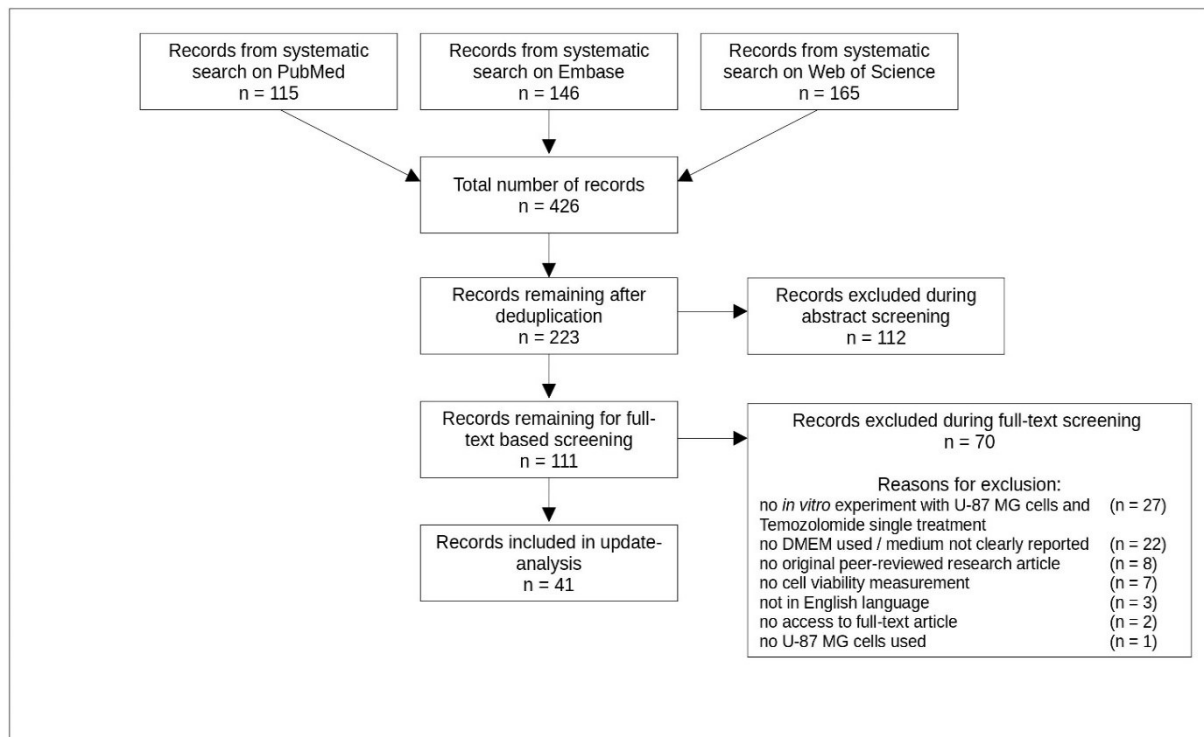 Records from systematic
search on PubMed
n = 115
Records from systematic
search on Embase
n = 146
Records from systematic
search on Web of Science
n = 165
Total number of records
n = 426
Records remaining after
deduplication
n = 223
Records excluded during
abstract screening
n = 112
Records remaining for full-
text based screening
n = 111
Records excluded during full-text screening
n = 70
Reasons for exclusion:
no in vitro experiment with U-87 MG cells and (n = 27)
Temozolomide single treatment
no DMEM used / medium not clearly reported (n = 22)
no original peer-reviewed research article (n = 8)
no cell viability measurement (n = 7)
not in English language (n = 3)
no access to full-text article (n = 2)
no U-87 MG cells used (n = 1)
Records included in update-
analysis
n = 41